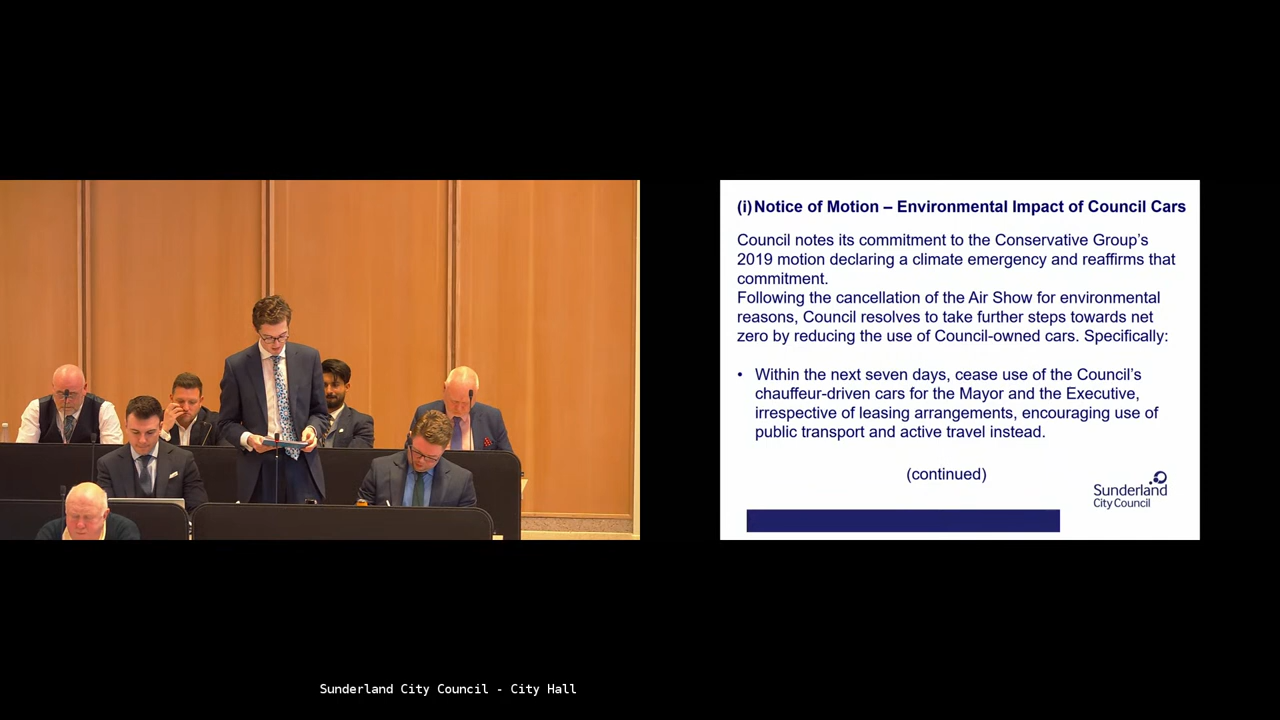 (i) Notice of Motion – Environmental Impact of Council Cars
Council notes its commitment to the Conservative Group's
2019 motion declaring a climate emergency and reaffirms that
commitment.
Following the cancellation of the Air Show for environmental
reasons, Council resolves to take further steps towards net
zero by reducing the use of Council-owned cars. Specifically:
• Within the next seven days, cease use of the Council's
chauffeur-driven cars for the Mayor and the Executive,
irrespective of leasing arrangements, encouraging use of
public transport and active travel instead.
(continued)
Sunderland
City Council
Sunderland City Council - City Hall